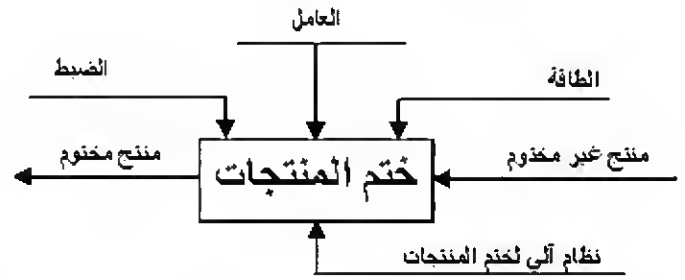 العامل
الطاقة
الضبط
منتج غير مختوم
ختم المنتجات
منتج مختوم
نظام آلي لختم المنتجات